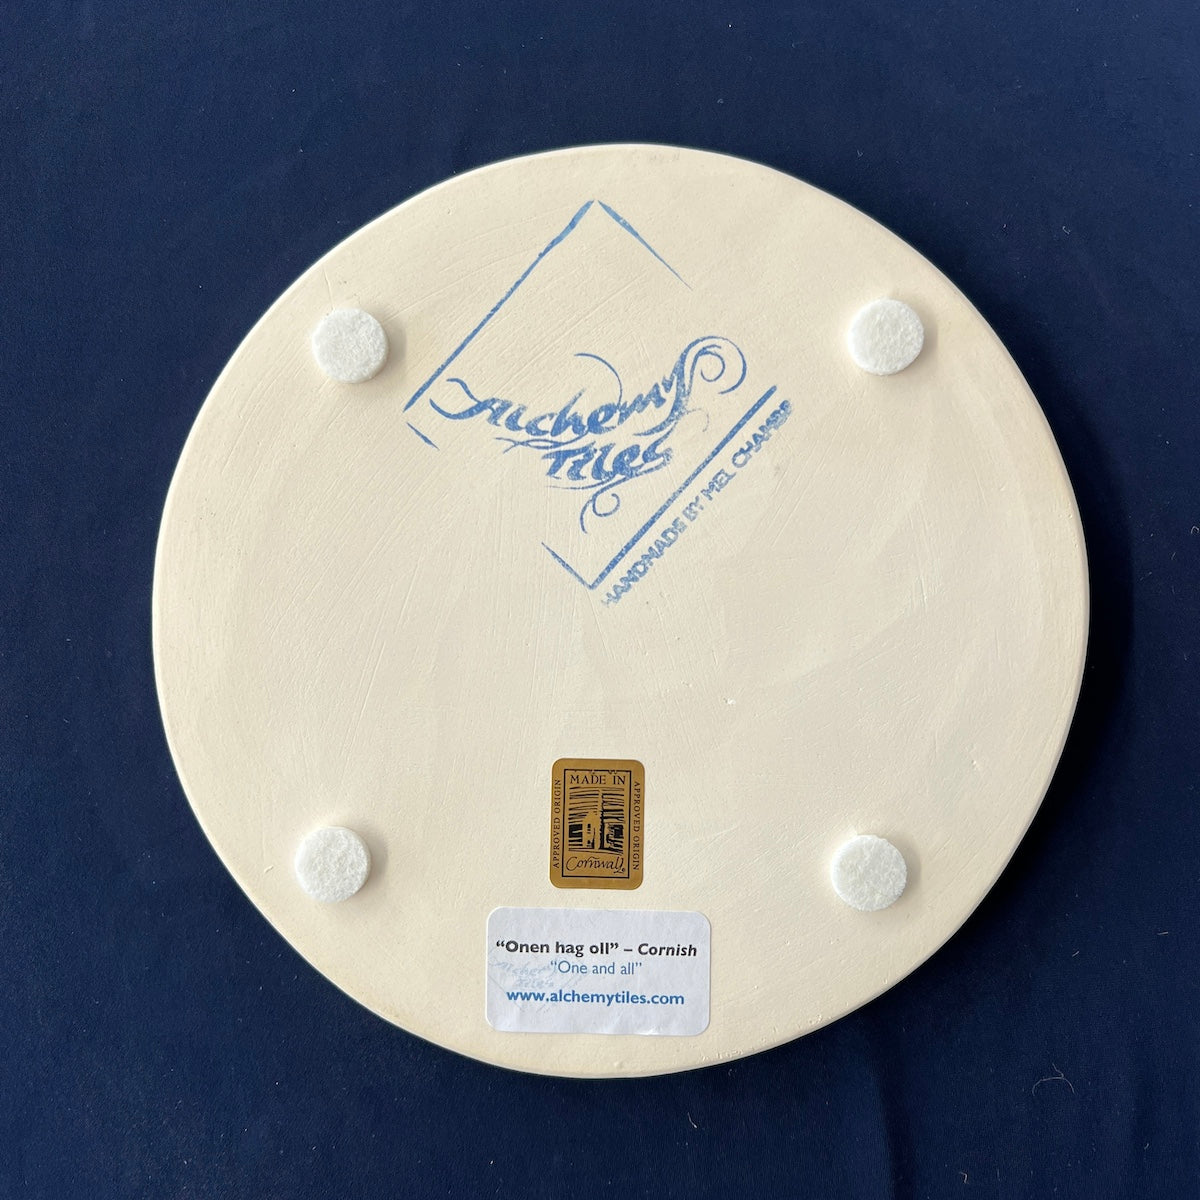 Alchemy
Tiles
HANDMADE BY MEL
MADE IN
APPROVED ORIGIN
APPROVED ORIGIN
Cornwall
“Onen hag oll” – Cornish
“One and all”
www.alchemytiles.com